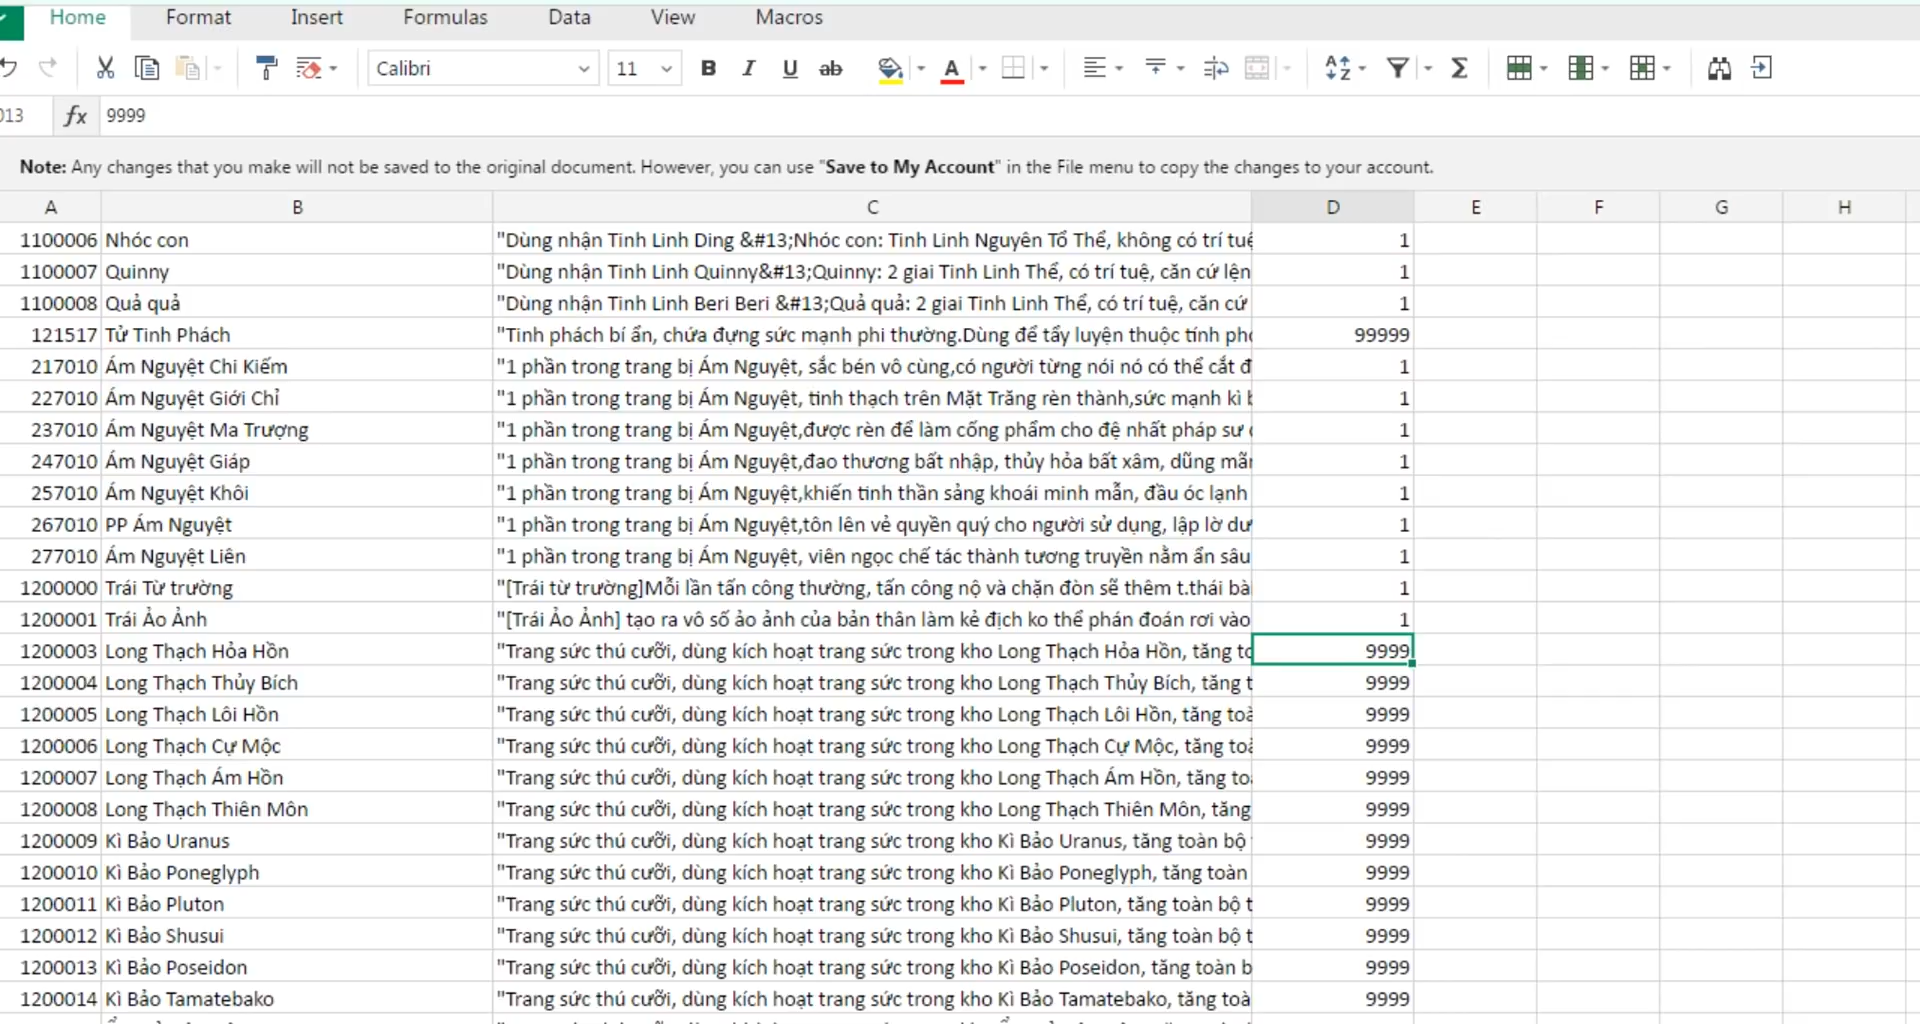 Home Format Insert Formulas Data View Macros
Calibri 11 B I U ab A
013 fx 9999
Note: Any changes that you make will not be saved to the original document. However, you can use "Save to My Account" in the File menu to copy the changes to your account.
A B C D E F G H
1100006 Nhóc con "Dùng nhận Tinh Linh Ding &#13;Nhóc con: Tinh Linh Nguyên Tổ Thể, không có trí tuệ 1
1100007 Quinny "Dùng nhận Tinh Linh Quinny&#13;Quinny: 2 giai Tinh Linh Thể, có trí tuệ, căn cứ lện 1
1100008 Quả quả "Dùng nhận Tinh Linh Beri Beri &#13;Quả quả: 2 giai Tinh Linh Thể, có trí tuệ, căn cứ 1
121517 Tử Tinh Phách "Tinh phách bí ẩn, chứa đựng sức mạnh phi thường.Dùng để tẩy luyện thuộc tính pho 99999
217010 Ám Nguyệt Chi Kiếm "1 phần trong trang bị Ám Nguyệt, sắc bén vô cùng,có người từng nói nó có thể cắt đ 1
227010 Ám Nguyệt Giới Chỉ "1 phần trong trang bị Ám Nguyệt, tinh thạch trên Mặt Trăng rèn thành,sức mạnh kì b 1
237010 Ám Nguyệt Ma Trượng "1 phần trong trang bị Ám Nguyệt,được rèn để làm cống phẩm cho đệ nhất pháp sư 1
247010 Ám Nguyệt Giáp "1 phần trong trang bị Ám Nguyệt,đao thương bất nhập, thủy hỏa bất xâm, dũng mãn 1
257010 Ám Nguyệt Khôi "1 phần trong trang bị Ám Nguyệt,khiến tinh thần sảng khoái minh mẫn, đầu óc lạnh 1
267010 PP Ám Nguyệt "1 phần trong trang bị Ám Nguyệt,tôn lên vẻ quyền quý cho người sử dụng, lập lờ dư 1
277010 Ám Nguyệt Liên "1 phần trong trang bị Ám Nguyệt, viên ngọc chế tác thành tương truyền nằm ẩn sâu 1
1200000 Trái Từ trường "[Trái từ trường]Mỗi lần tấn công thường, tấn công nộ và chặn đòn sẽ thêm t.thái bà 1
1200001 Trái Ảo Ảnh "[Trái Ảo Ảnh] tạo ra vô số ảo ảnh của bản thân làm kẻ địch ko thể phán đoán rơi vào 1
1200003 Long Thạch Hỏa Hồn "Trang sức thú cưỡi, dùng kích hoạt trang sức trong kho Long Thạch Hỏa Hồn, tăng to 9999
1200004 Long Thạch Thủy Bích "Trang sức thú cưỡi, dùng kích hoạt trang sức trong kho Long Thạch Thủy Bích, tăng t 9999
1200005 Long Thạch Lôi Hồn "Trang sức thú cưỡi, dùng kích hoạt trang sức trong kho Long Thạch Lôi Hồn, tăng toà 9999
1200006 Long Thạch Cự Mộc "Trang sức thú cưỡi, dùng kích hoạt trang sức trong kho Long Thạch Cự Mộc, tăng toà 9999
1200007 Long Thạch Ám Hồn "Trang sức thú cưỡi, dùng kích hoạt trang sức trong kho Long Thạch Ám Hồn, tăng to 9999
1200008 Long Thạch Thiên Môn "Trang sức thú cưỡi, dùng kích hoạt trang sức trong kho Long Thạch Thiên Môn, tăng 9999
1200009 Kì Bảo Uranus "Trang sức thú cưỡi, dùng kích hoạt trang sức trong kho Kì Bảo Uranus, tăng toàn bộ 9999
1200010 Kì Bảo Poneglyph "Trang sức thú cưỡi, dùng kích hoạt trang sức trong kho Kì Bảo Poneglyph, tăng toàn 9999
1200011 Kì Bảo Pluton "Trang sức thú cưỡi, dùng kích hoạt trang sức trong kho Kì Bảo Pluton, tăng toàn bộ t 9999
1200012 Kì Bảo Shusui "Trang sức thú cưỡi, dùng kích hoạt trang sức trong kho Kì Bảo Shusui, tăng toàn bộ t 9999
1200013 Kì Bảo Poseidon "Trang sức thú cưỡi, dùng kích hoạt trang sức trong kho Kì Bảo Poseidon, tăng toàn b 9999
1200014 Kì Bảo Tamatebako "Trang sức thú cưỡi, dùng kích hoạt trang sức trong kho Kì Bảo Tamatebako, tăng toà 9999